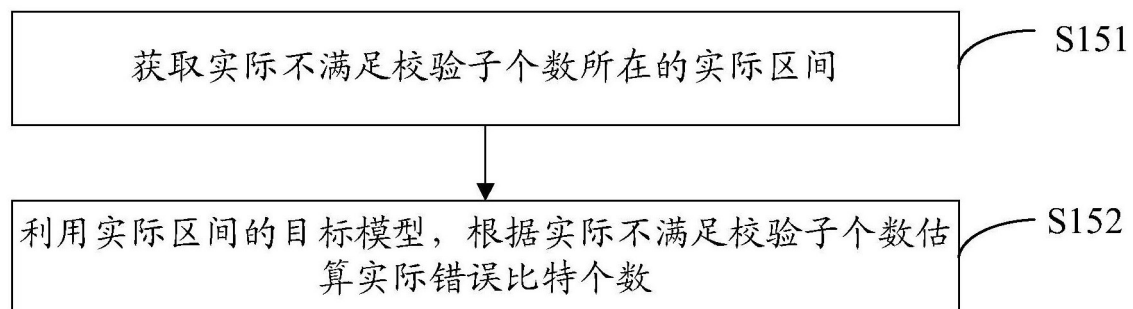 获取实际不满足校验子个数所在的实际区间
S151
利用实际区间的目标模型，根据实际不满足校验子个数估
算实际错误比特个数
S152